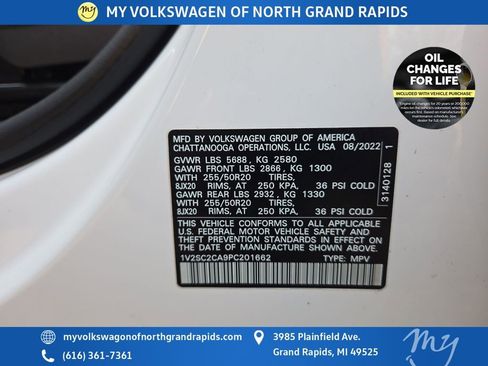 my MY VOLKSWAGEN OF NORTH GRAND RAPIDS
OIL
CHANGES
FOR LIFE
INCLUDED WITH VEHICLE PURCHASE*
MFD BY VOLKSWAGEN GROUP OF AMERICA
CHATTANOOGA OPERATIONS, LLC. USA 08/2022
GVWR LBS 5688, KG 2580
GAWR FRONT LBS 2866, KG 1300
WITH 255/50R20 TIRES,
8JX20 RIMS, AT 250 KPA, 36 PSI COLD
GAWR REAR LBS 2932, KG 1330
WITH 255/50R20 TIRES,
8JX20 RIMS, AT 250 KPA, 36 PSI COLD
THIS VEHICLE CONFORMS TO ALL APPLICABLE
U.S. FEDERAL MOTOR VEHICLE SAFETY
STANDARDS IN EFFECT ON THE DATE OF
MANUFACTURE SHOWN ABOVE.
1V2SC2CA9PC201662 TYPE: MPV
3140128 1
myvolkswagenofnorthgrandrapids.com
(616) 361-7361
3985 Plainfield Ave.
Grand Rapids, MI 49525
my